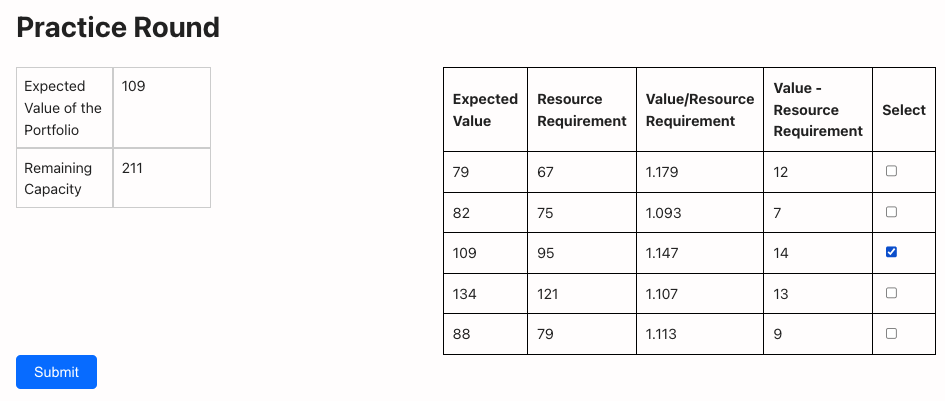 Practice Round
Expected
Value of the
Portfolio
109
Remaining
Capacity
211
Expected
Value
Resource
Requirement
Value/Resource
Requirement
Value -
Resource
Requirement
Select
79 67 1.179 12
82 75 1.093 7
109 95 1.147 14
134 121 1.107 13
88 79 1.113 9
Submit